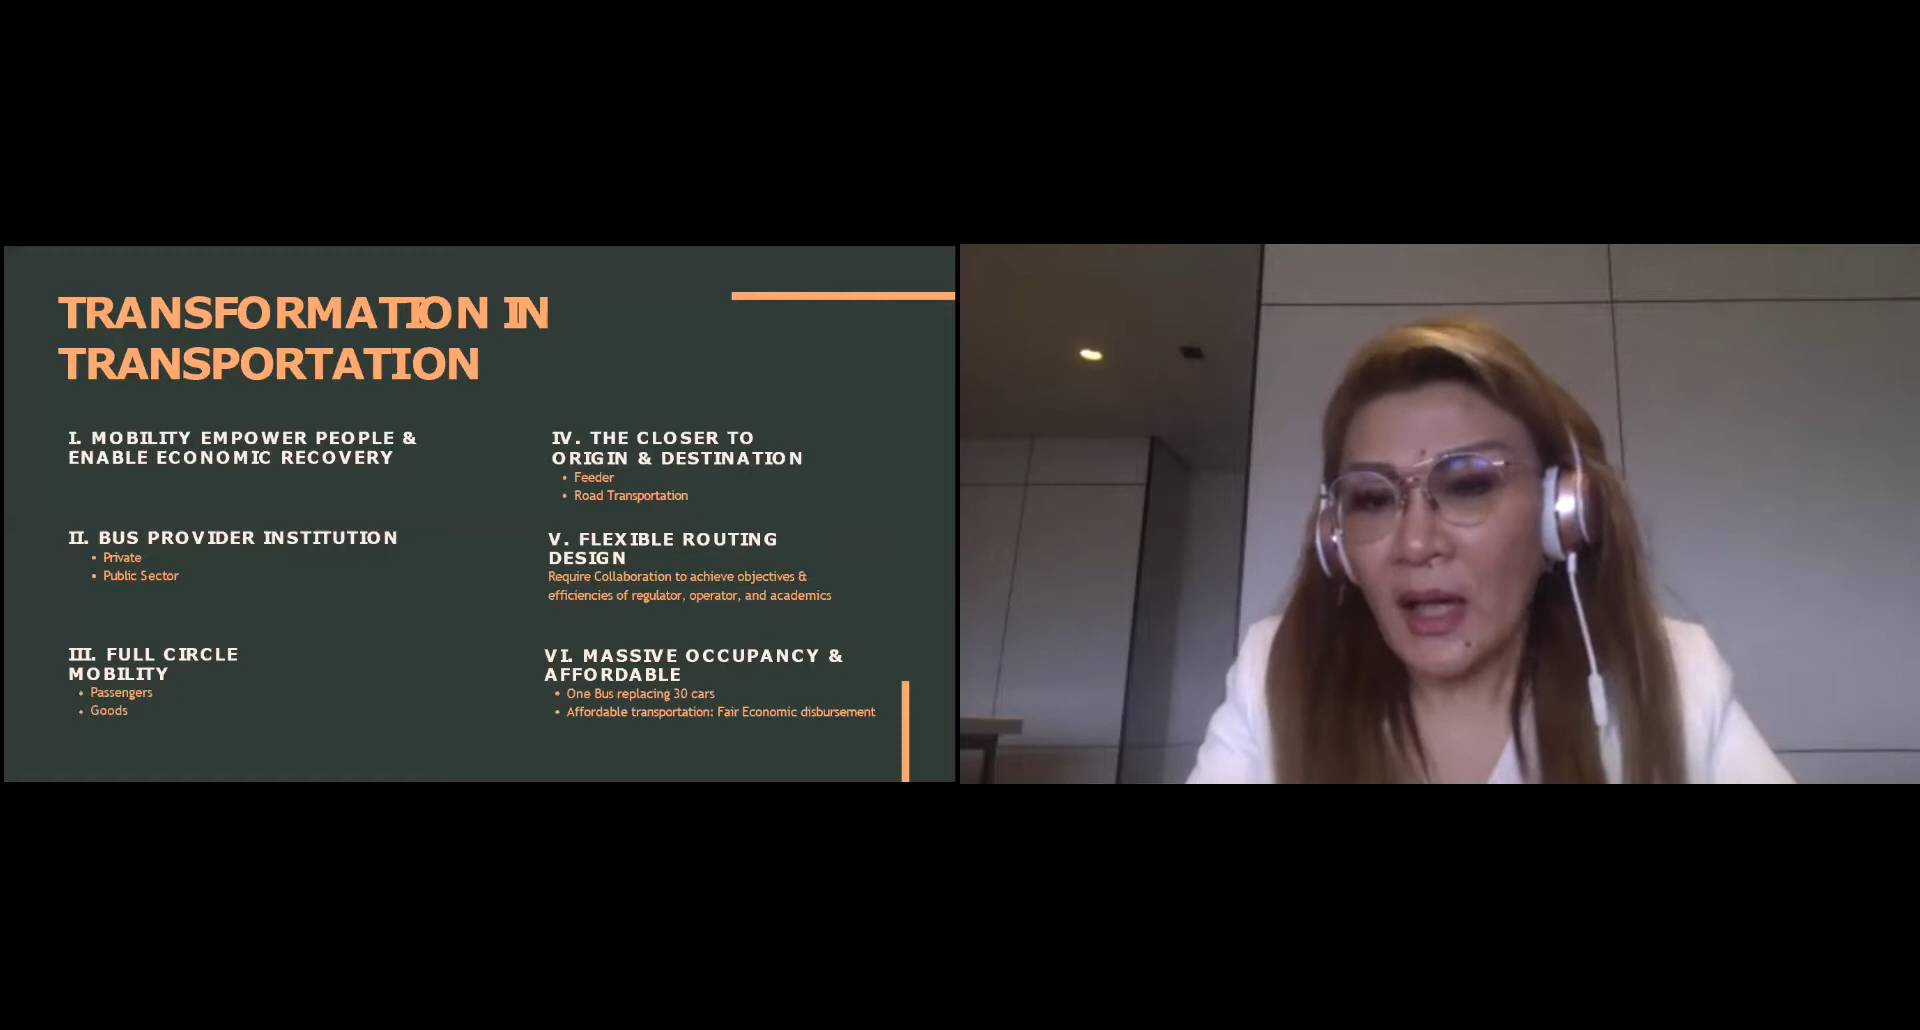 TRANSFORMATION IN
TRANSPORTATION
I. MOBILITY EMPOWER PEOPLE &
ENABLE ECONOMIC RECOVERY
II. BUS PROVIDER INSTITUTION
• Private
• Public Sector
III. FULL CIRCLE
MOBILITY
• Passengers
• Goods
IV. THE CLOSER TO
ORIGIN & DESTINATION
• Feeder
• Road Transportation
V. FLEXIBLE ROUTING
DESIGN
Require Collaboration to achieve objectives &
efficiencies of regulator, operator, and academics
VI. MASSIVE OCCUPANCY &
AFFORDABLE
• One Bus replacing 30 cars
• Affordable transportation: Fair Economic disbursement